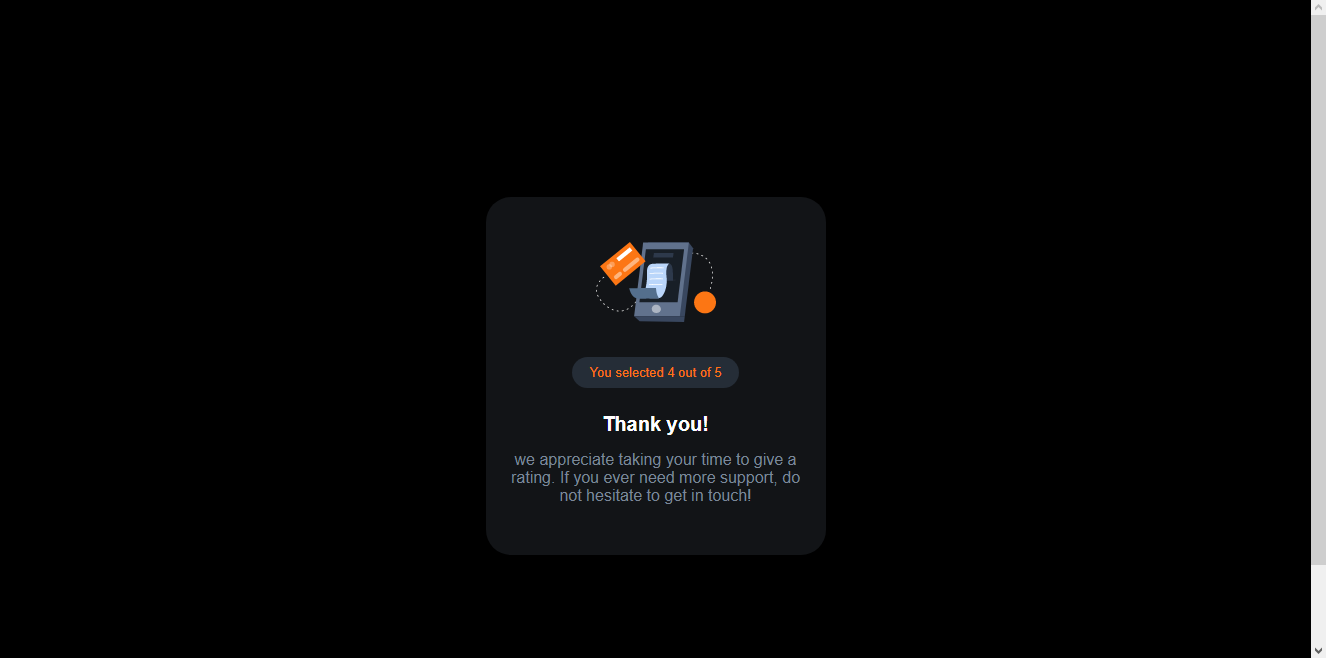 You selected 4 out of 5
Thank you!
we appreciate taking your time to give a
rating. If you ever need more support, do
not hesitate to get in touch!